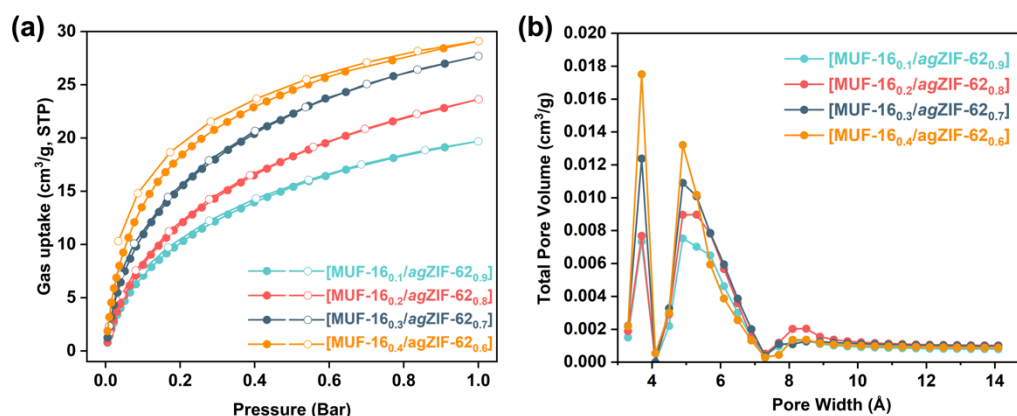 (a)
Gas uptake (cm³/g, STP)
30
25
20
15
10
5
0
0.0 0.2 0.4 0.6 0.8 1.0
Pressure (Bar)
[MUF-16₀.₁/agZIF-62₀.₉]
[MUF-16₀.₂/agZIF-62₀.₈]
[MUF-16₀.₃/agZIF-62₀.₇]
[MUF-16₀.₄/agZIF-62₀.₆]
(b)
Total Pore Volume (cm³/g)
0.020
0.018
0.016
0.014
0.012
0.010
0.008
0.006
0.004
0.002
0.000
4 6 8 10 12 14
Pore Width (Å)
[MUF-16₀.₁/agZIF-62₀.₉]
[MUF-16₀.₂/agZIF-62₀.₈]
[MUF-16₀.₃/agZIF-62₀.₇]
[MUF-16₀.₄/agZIF-62₀.₆]